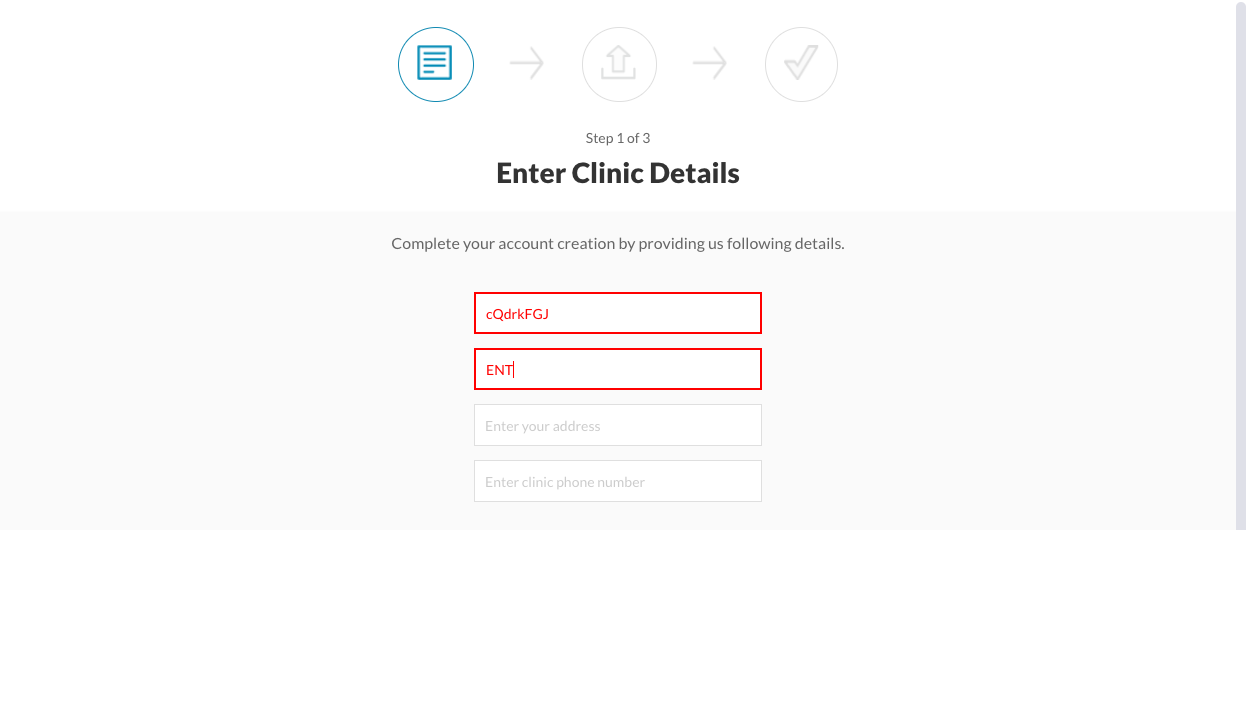 Step 1 of 3
Enter Clinic Details
Complete your account creation by providing us following details.
cQdrkFGJ
ENT
Enter your address
Enter clinic phone number